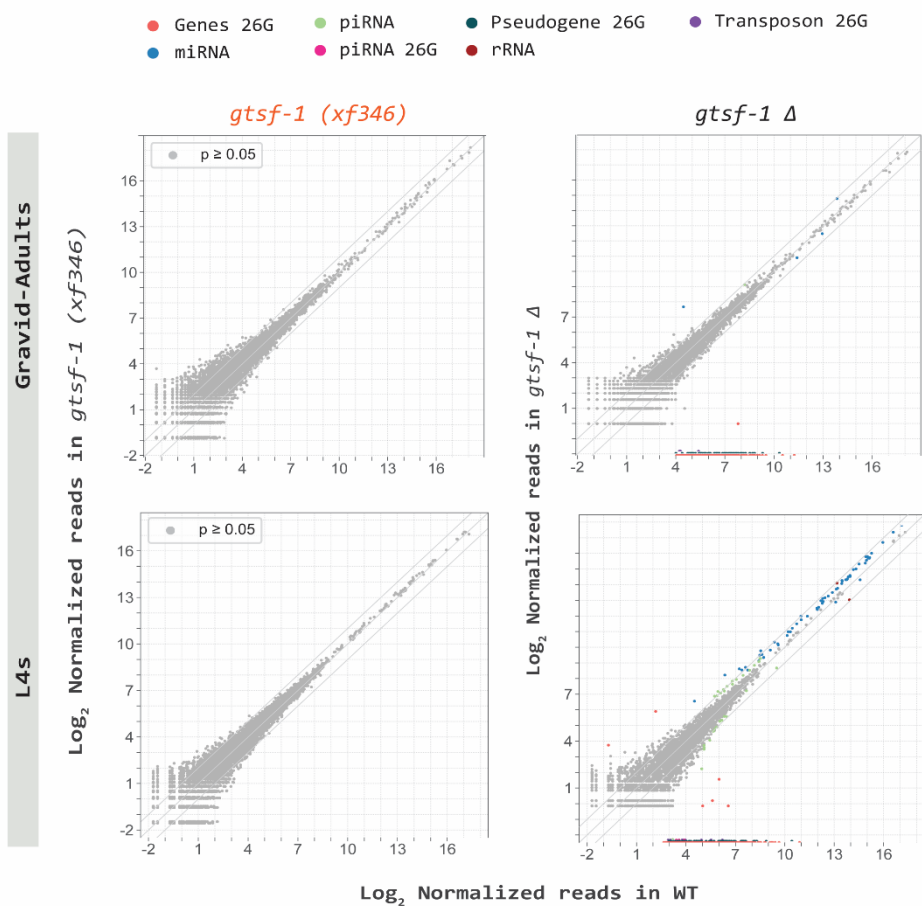 Genes 26G piRNA Pseudogene 26G Transposon 26G
miRNA piRNA 26G rRNA
gtsf-1 (xf346) gtsf-1 Δ
Gravid-Adults
Log₂ Normalized reads in gtsf-1 (xf346)
p ≥ 0.05
16
13
10
7
4
1
-2
-2 1 4 7 10 13 16
Log₂ Normalized reads in gtsf-1 Δ
7
4
1
-2 1 4 7 10 13 16
L4s
p ≥ 0.05
16
13
10
7
4
1
-2
-2 1 4 7 10 13 16
7
4
1
-2 1 4 7 10 13 16
Log₂ Normalized reads in WT